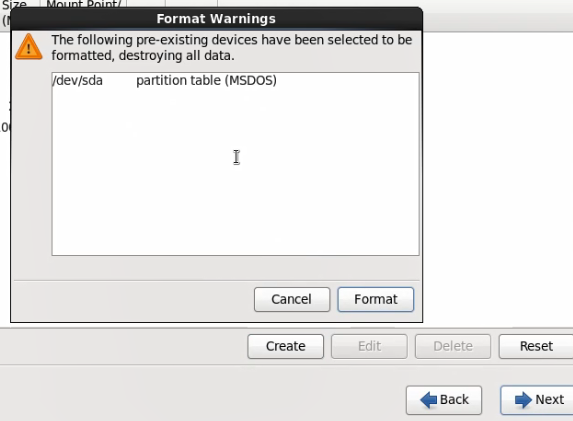 Size
Mount Point/
Format Warnings
The following pre-existing devices have been selected to be
formatted, destroying all data.
/dev/sda partition table (MSDOS)
Cancel
Format
Create
Edit
Delete
Reset
Back
Next